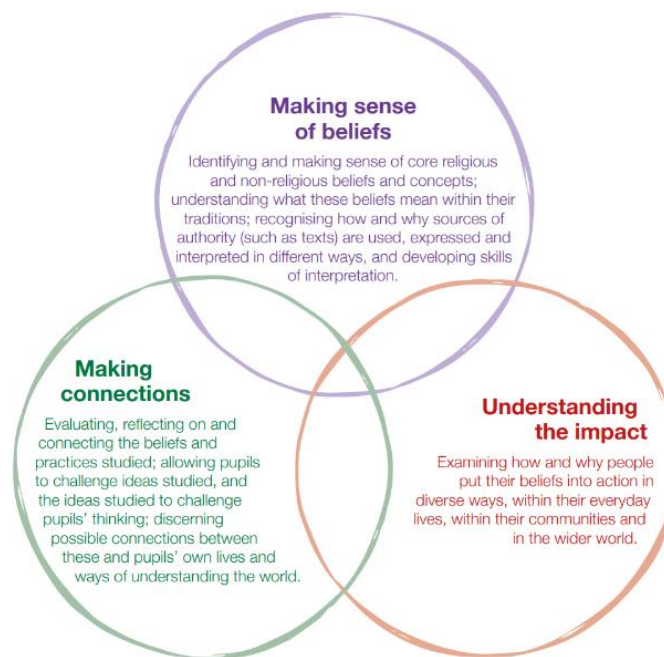 Making sense
of beliefs
Identifying and making sense of core religious
and non-religious beliefs and concepts;
understanding what these beliefs mean within their
traditions; recognising how and why sources of
authority (such as texts) are used, expressed and
interpreted in different ways, and developing skills
of interpretation.
Making
connections
Evaluating, reflecting on and
connecting the beliefs and
practices studied; allowing pupils
to challenge ideas studied, and
the ideas studied to challenge
pupils’ thinking; discerning
possible connections between
these and pupils’ own lives and
ways of understanding the world.
Understanding
the impact
Examining how and why people
put their beliefs into action in
diverse ways, within their everyday
lives, within their communities and
in the wider world.